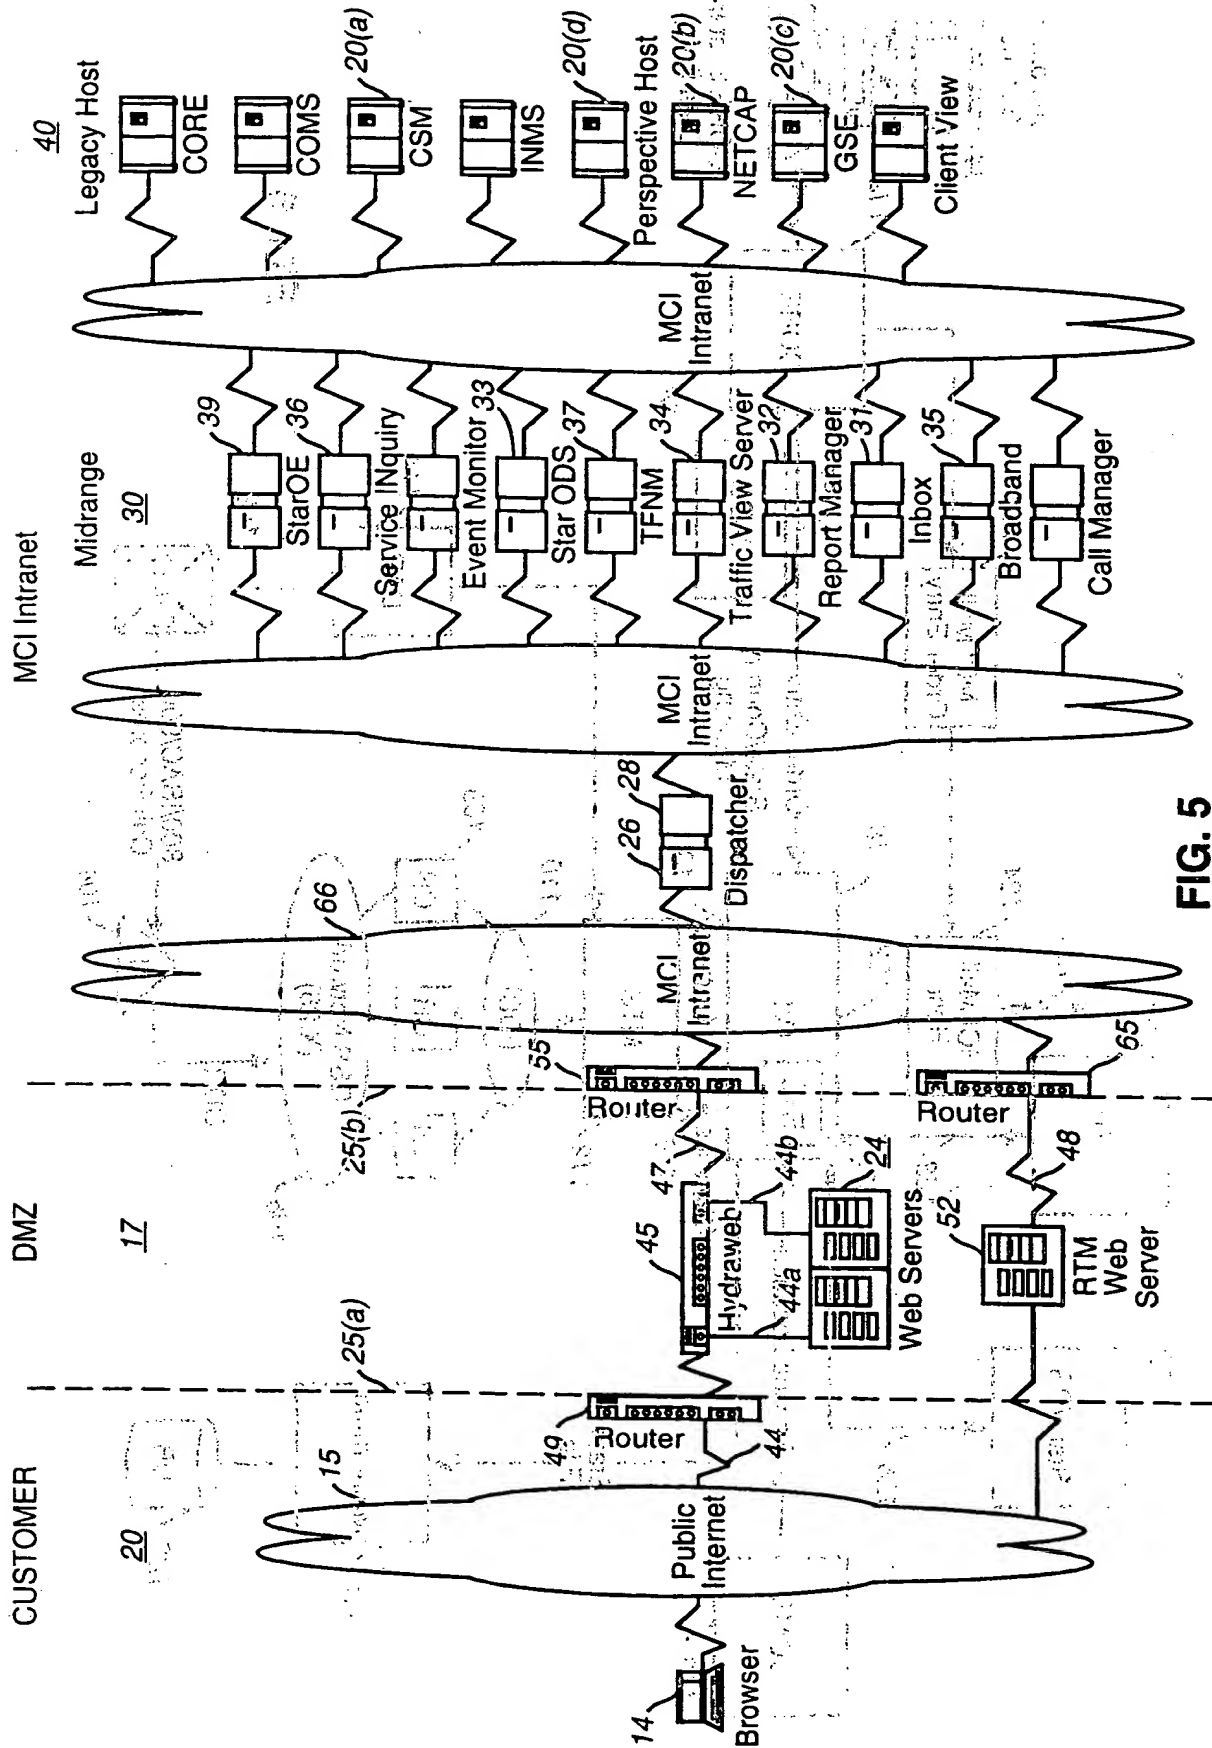 CUSTOMER
DMZ
MCI Intranet
20
17
Midrange
30
Legacy Host
40
15
25(a)
25(b)
66
14
Browser
Public
Internet
49
Router
44
45
Hydraweb
44a
44b
47
Web Servers
24
55
Router
52
RTM
Web
Server
48
Router
65
MCI
Intranet
26
28
Dispatcher
MCI
Intranet
39
StarOE
36
Service INquiry
Event Monitor
33
Star ODS
37
TFNM
34
Traffic View Server
32
Report Manager
31
Inbox
35
Broadband
Call Manager
MCI
Intranet
CORE
COMS
20(a)
CSM
INMS
20(d)
Perspective Host
20(b)
NETCAP
20(c)
GSE
Client View
FIG. 5